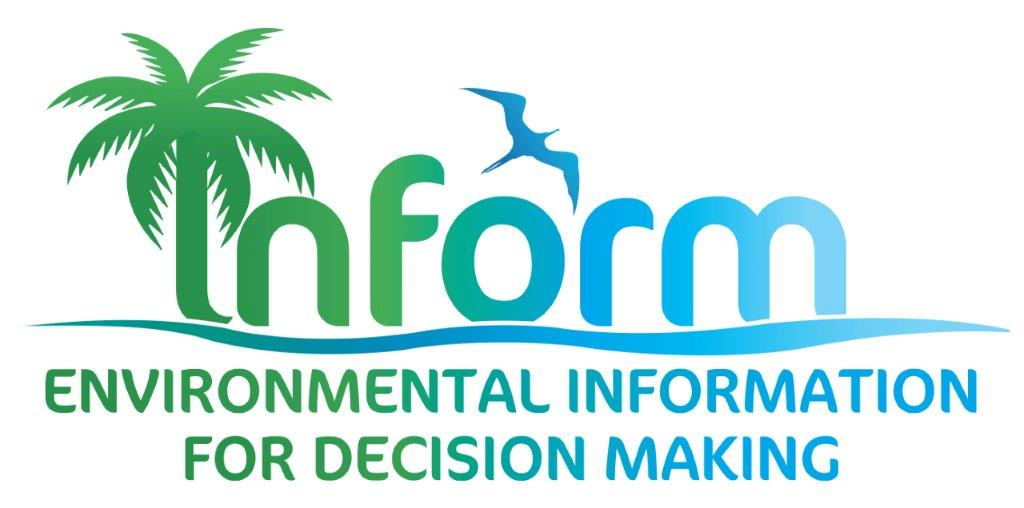 Inform
ENVIRONMENTAL INFORMATION
FOR DECISION MAKING